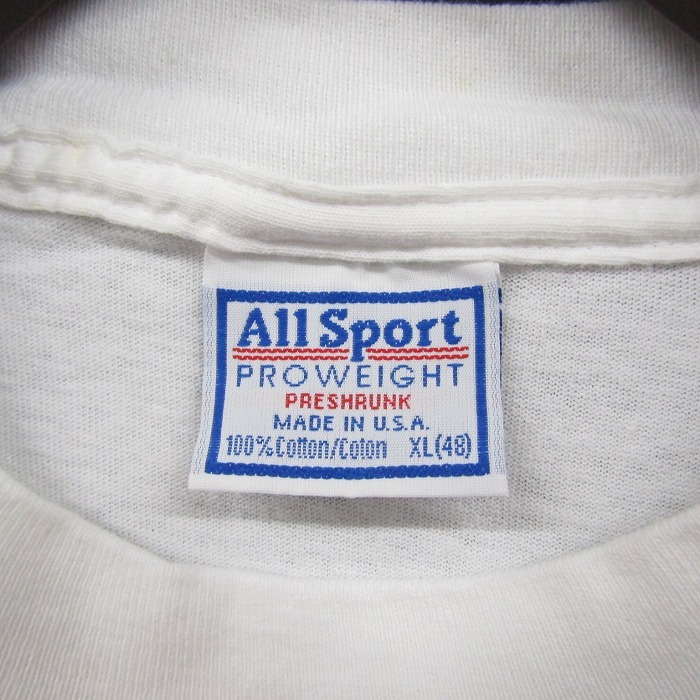 All Sport
PROWEIGHT
PRESHRUNK
MADE IN U.S.A.
100% Cotton/Coton XL(48)